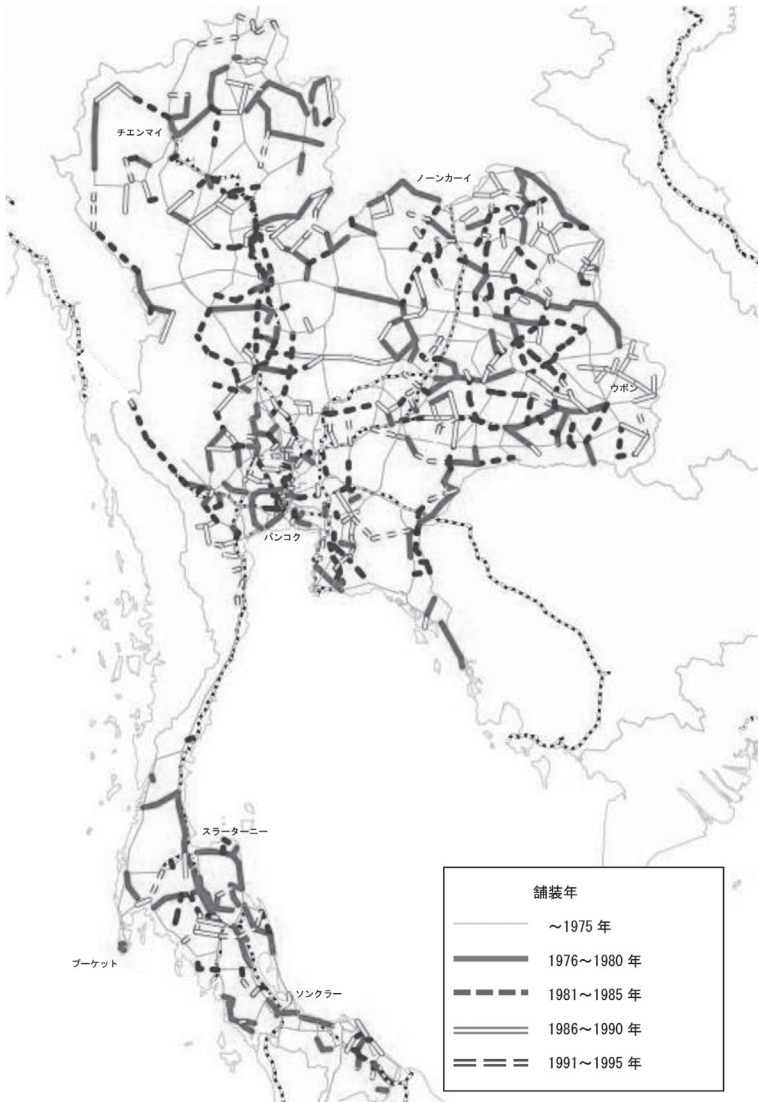 チエンマイ
ノーンカーイ
ウボン
バンコク
スラーターニー
プーケット
ソンクラー
舗装年
～1975 年
1976～1980 年
1981～1985 年
1986～1990 年
1991～1995 年